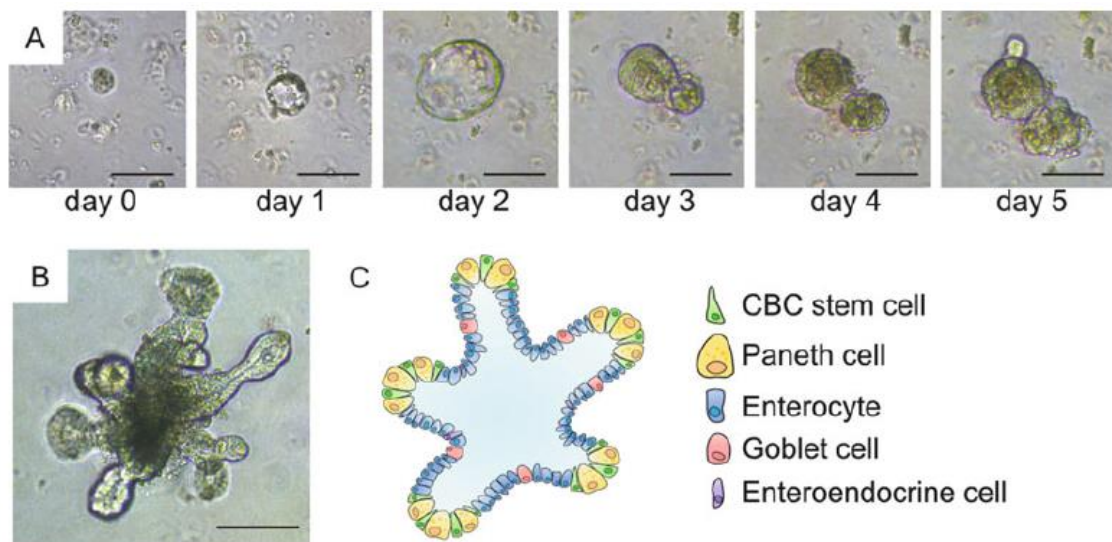 A
day 0
day 1
day 2
day 3
day 4
day 5
B
C
CBC stem cell
Paneth cell
Enterocyte
Goblet cell
Enteroendocrine cell